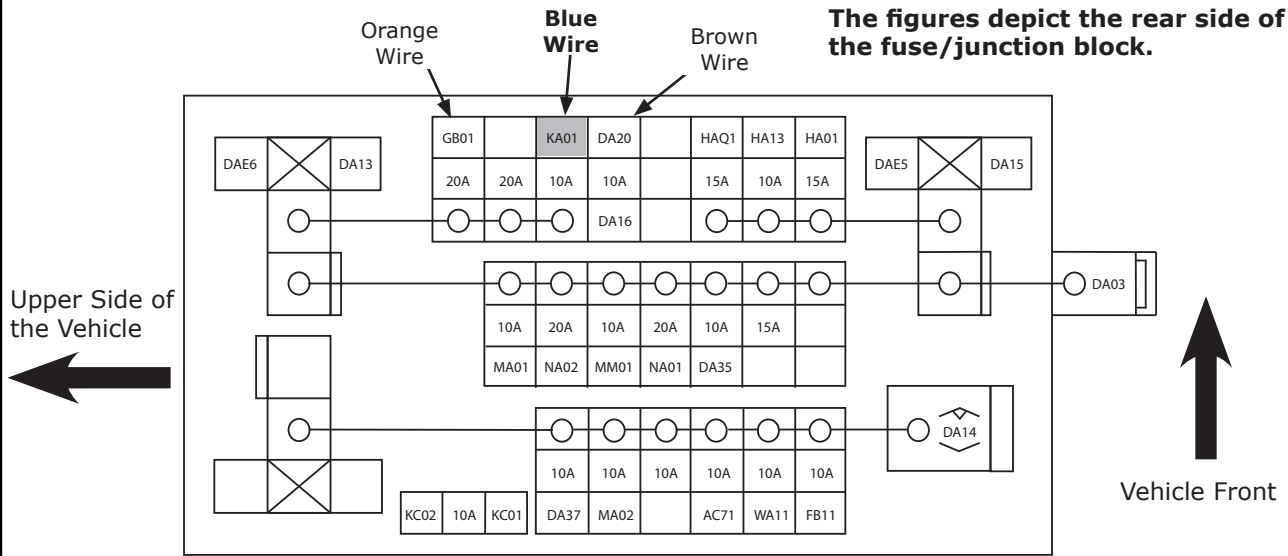 The figures depict the rear side of
the fuse/junction block.
Orange
Wire
Blue
Wire
Brown
Wire
GB01 KA01 DA20 HAQ1 HA13 HA01
20A 20A 10A 10A 15A 10A 15A
DA16
DAE6 DA13
DAE5 DA15
DA03
Upper Side of
the Vehicle
10A 20A 10A 20A 10A 15A
MA01 NA02 MM01 NA01 DA35
DA14
10A 10A 10A 10A 10A 10A
KC02 10A KC01
DA37 MA02 AC71 WA11 FB11
Vehicle Front